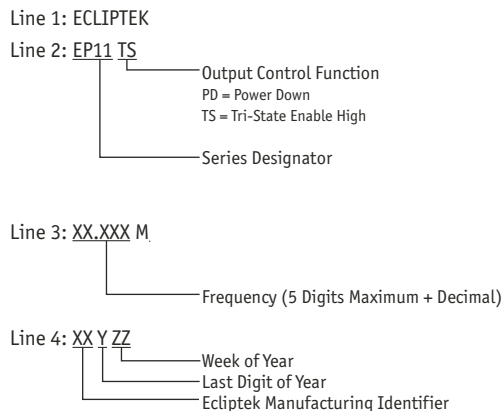 Line 1: ECLIPTEK
Line 2: EP11 TS
Output Control Function
PD = Power Down
TS = Tri-State Enable High
Series Designator
Line 3: XX.XXX M
Frequency (5 Digits Maximum + Decimal)
Line 4: XX Y ZZ
Week of Year
Last Digit of Year
Ecliptek Manufacturing Identifier